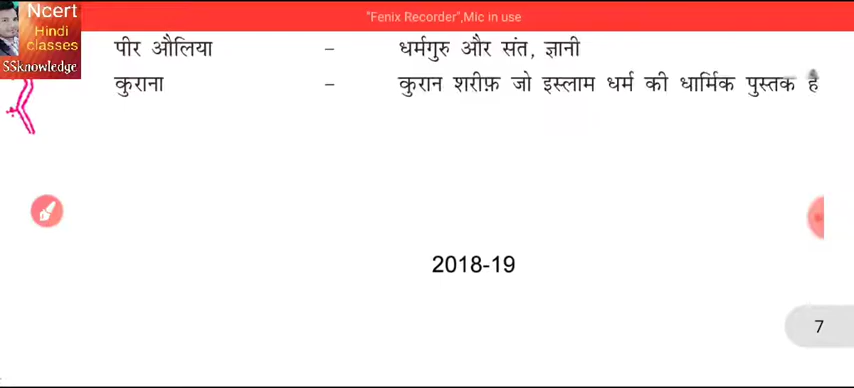 Ncert
Hindi
classes
SSknowledge
"Fenix Recorder",Mic in use
पीर औलिया – धर्मगुरु और संत, ज्ञानी
कुराना – कुरान शरीफ़ जो इस्लाम धर्म की धार्मिक पुस्तक है
2018-19
7